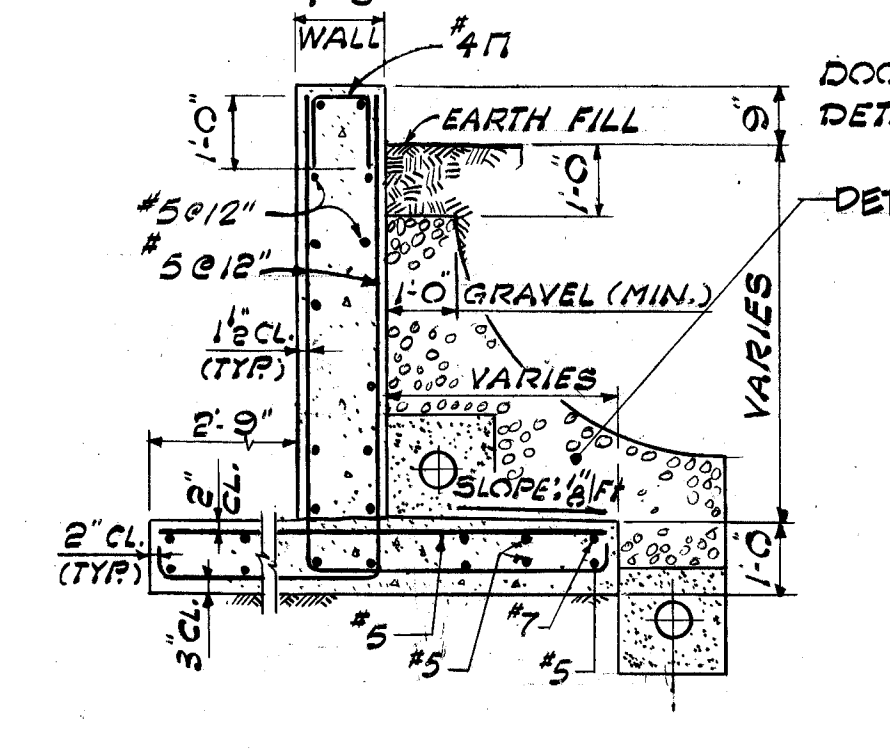 WALL
#4⊓
1'-0"
EARTH FILL
9"
1'-0"
#5@12"
#5@12"
1'-0" GRAVEL (MIN.)
1½" CL.
(TYP.)
VARIES
VARIES
2'-9"
2" CL.
SLOPE: 1/8"/Ft
2" CL.
(TYP.)
1'-0"
3" CL.
#5
#5
#7
#5